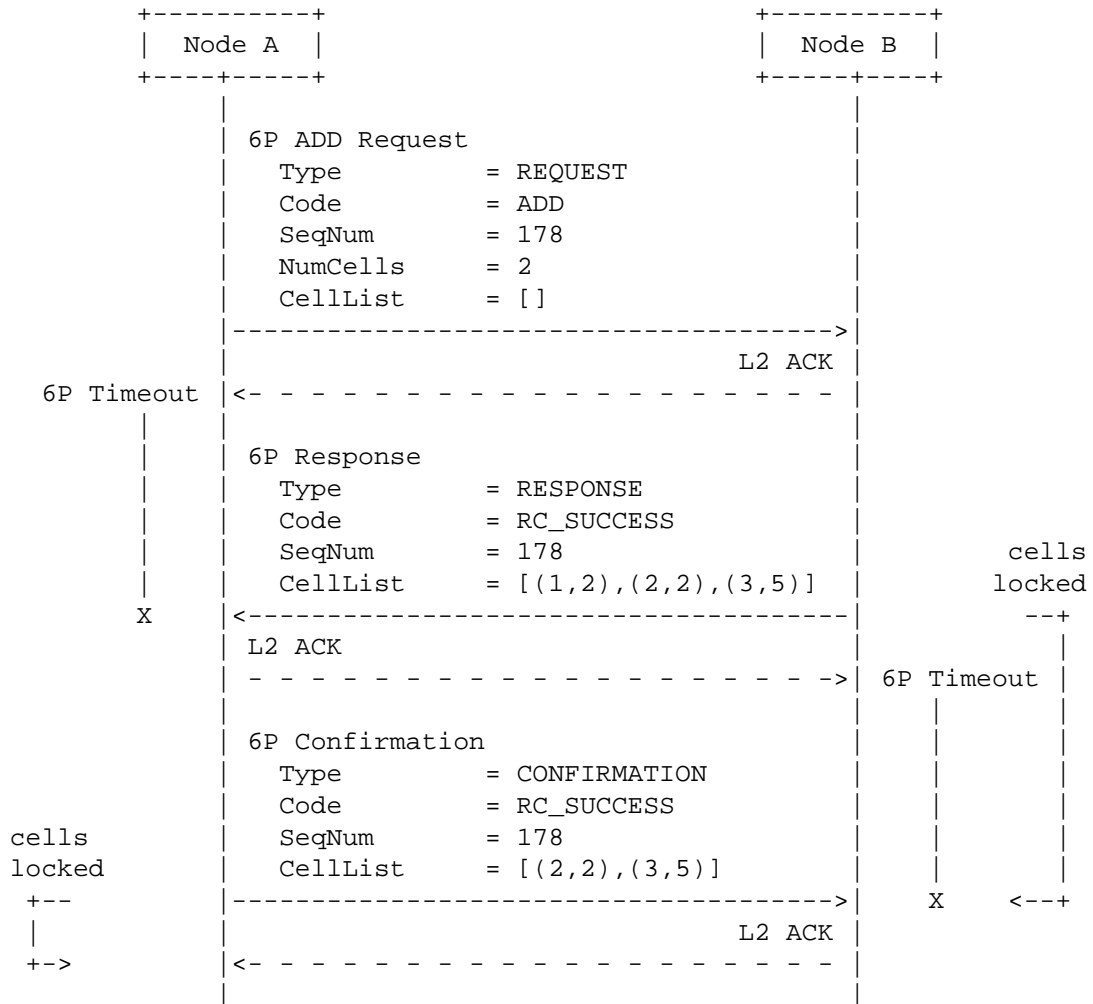 Node A Node B
6P ADD Request
Type = REQUEST
Code = ADD
SeqNum = 178
NumCells = 2
CellList = []
L2 ACK
6P Timeout
6P Response
Type = RESPONSE
Code = RC_SUCCESS
SeqNum = 178 cells
CellList = [(1,2),(2,2),(3,5)] locked
X
L2 ACK
6P Timeout
6P Confirmation
Type = CONFIRMATION
Code = RC_SUCCESS
cells SeqNum = 178
locked CellList = [(2,2),(3,5)]
X
L2 ACK